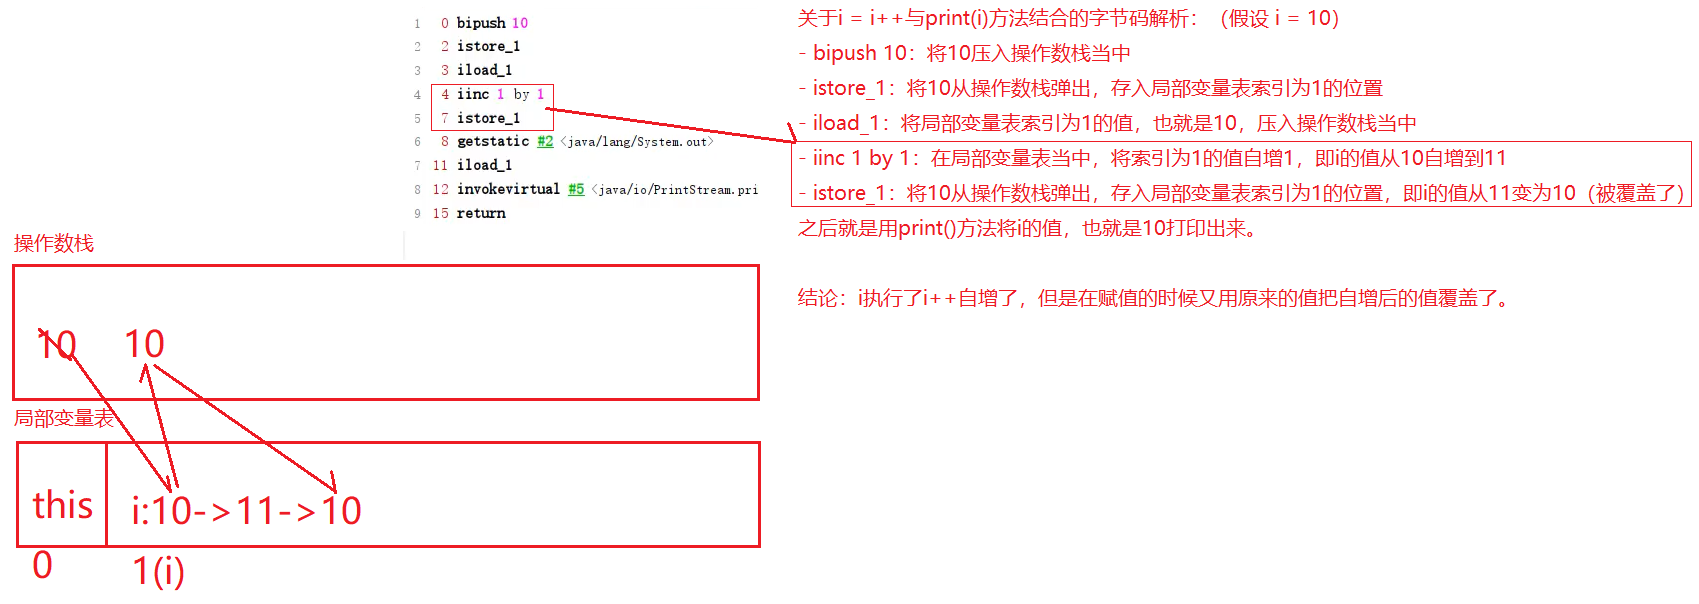 1 0 bipush 10
2 2 istore_1
3 3 iload_1
4 4 iinc 1 by 1
5 7 istore_1
6 8 getstatic #2 <java/lang/System.out>
7 11 iload_1
8 12 invokevirtual #5 <java/io/PrintStream.pri
9 15 return
关于i = i++与print(i)方法结合的字节码解析：（假设 i = 10）
- bipush 10：将10压入操作数栈当中
- istore_1：将10从操作数栈弹出，存入局部变量表索引为1的位置
- iload_1：将局部变量表索引为1的值，也就是10，压入操作数栈当中
- iinc 1 by 1：在局部变量表当中，将索引为1的值自增1，即i的值从10自增到11
- istore_1：将10从操作数栈弹出，存入局部变量表索引为1的位置，即i的值从11变为10（被覆盖了）
之后就是用print()方法将i的值，也就是10打印出来。
结论：i执行了i++自增了，但是在赋值的时候又用原来的值把自增后的值覆盖了。
操作数栈
10 10
局部变量表
this i:10->11->10
0 1(i)